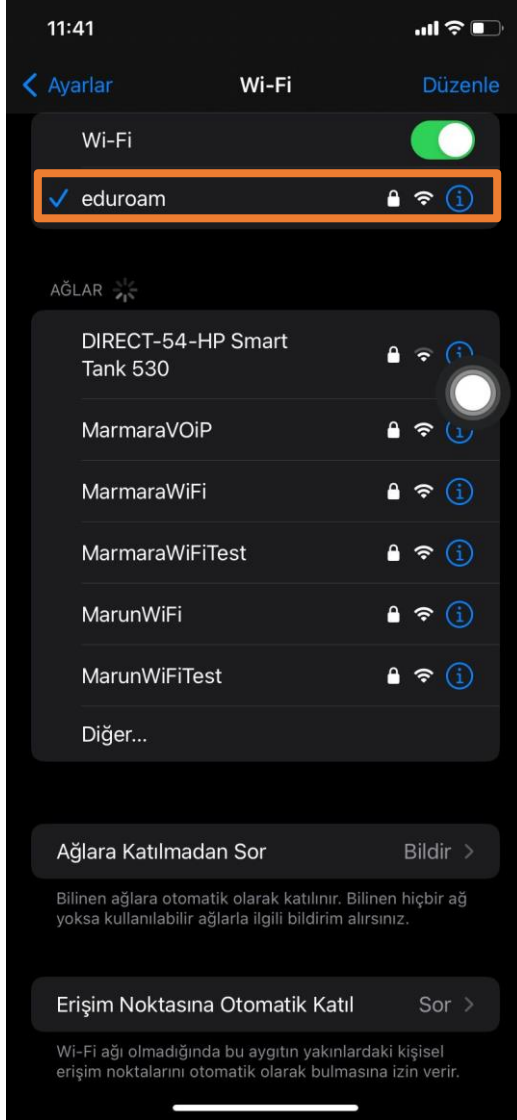 11:41
Ayarlar
Wi-Fi
Düzenle
Wi-Fi
eduroam
AĞLAR
DIRECT-54-HP Smart
Tank 530
MarmaraVOiP
MarmaraWiFi
MarmaraWiFiTest
MarunWiFi
MarunWiFiTest
Diğer...
Ağlara Katılmadan Sor
Bildir
Bilinen ağlara otomatik olarak katılınır. Bilinen hiçbir ağ
yoksa kullanılabilir ağlarla ilgili bildirim alırsınız.
Erişim Noktasına Otomatik Katıl
Sor
Wi-Fi ağı olmadığında bu aygıtın yakınlardaki kişisel
erişim noktalarını otomatik olarak bulmasına izin verir.